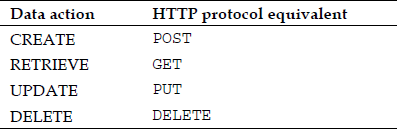 Data action HTTP protocol equivalent
CREATE POST
RETRIEVE GET
UPDATE PUT
DELETE DELETE